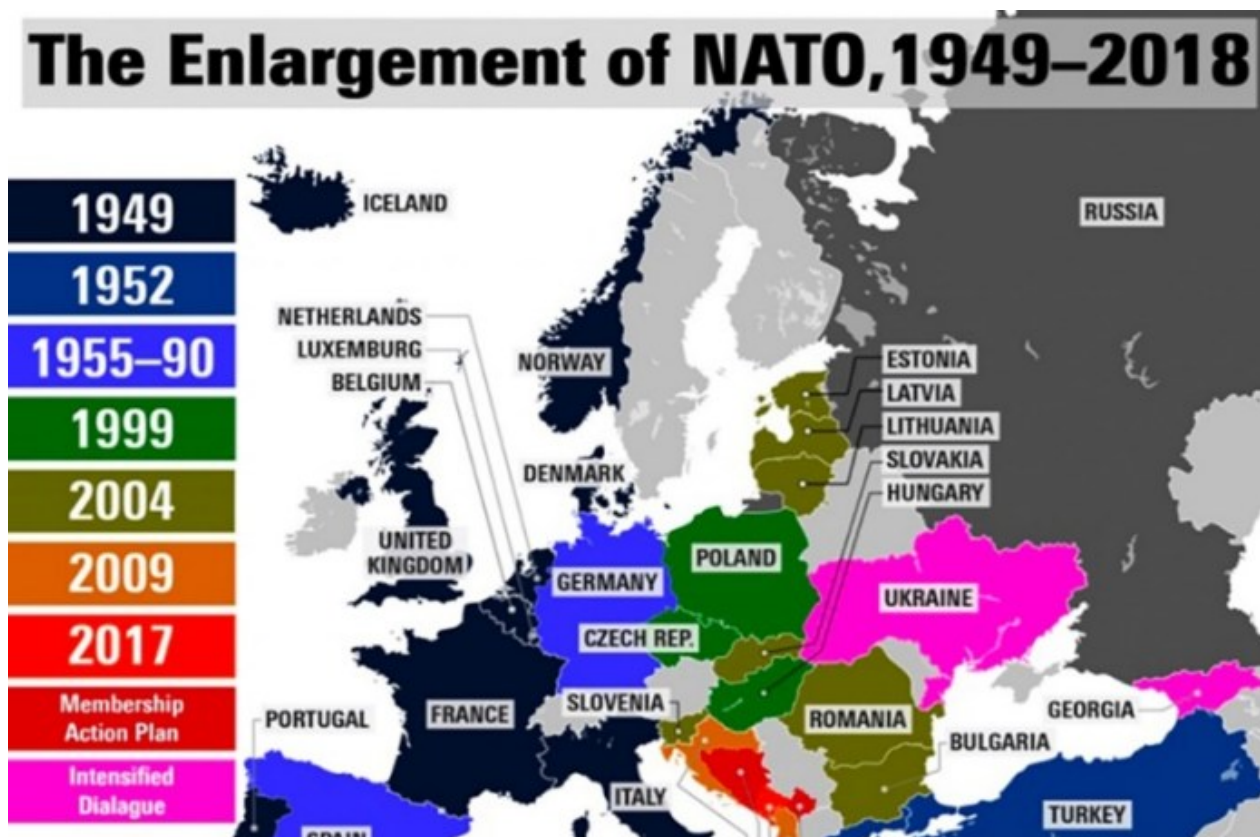 The Enlargement of NATO, 1949–2018
1949
1952
1955–90
1999
2004
2009
2017
Membership
Action Plan
Intensified
Dialague
ICELAND
RUSSIA
NETHERLANDS
LUXEMBURG
BELGIUM
NORWAY
ESTONIA
LATVIA
LITHUANIA
SLOVAKIA
HUNGARY
DENMARK
UNITED
KINGDOM
GERMANY
POLAND
UKRAINE
CZECH REP.
SLOVENIA
PORTUGAL
FRANCE
ROMANIA
GEORGIA
BULGARIA
ITALY
TURKEY
SPAIN